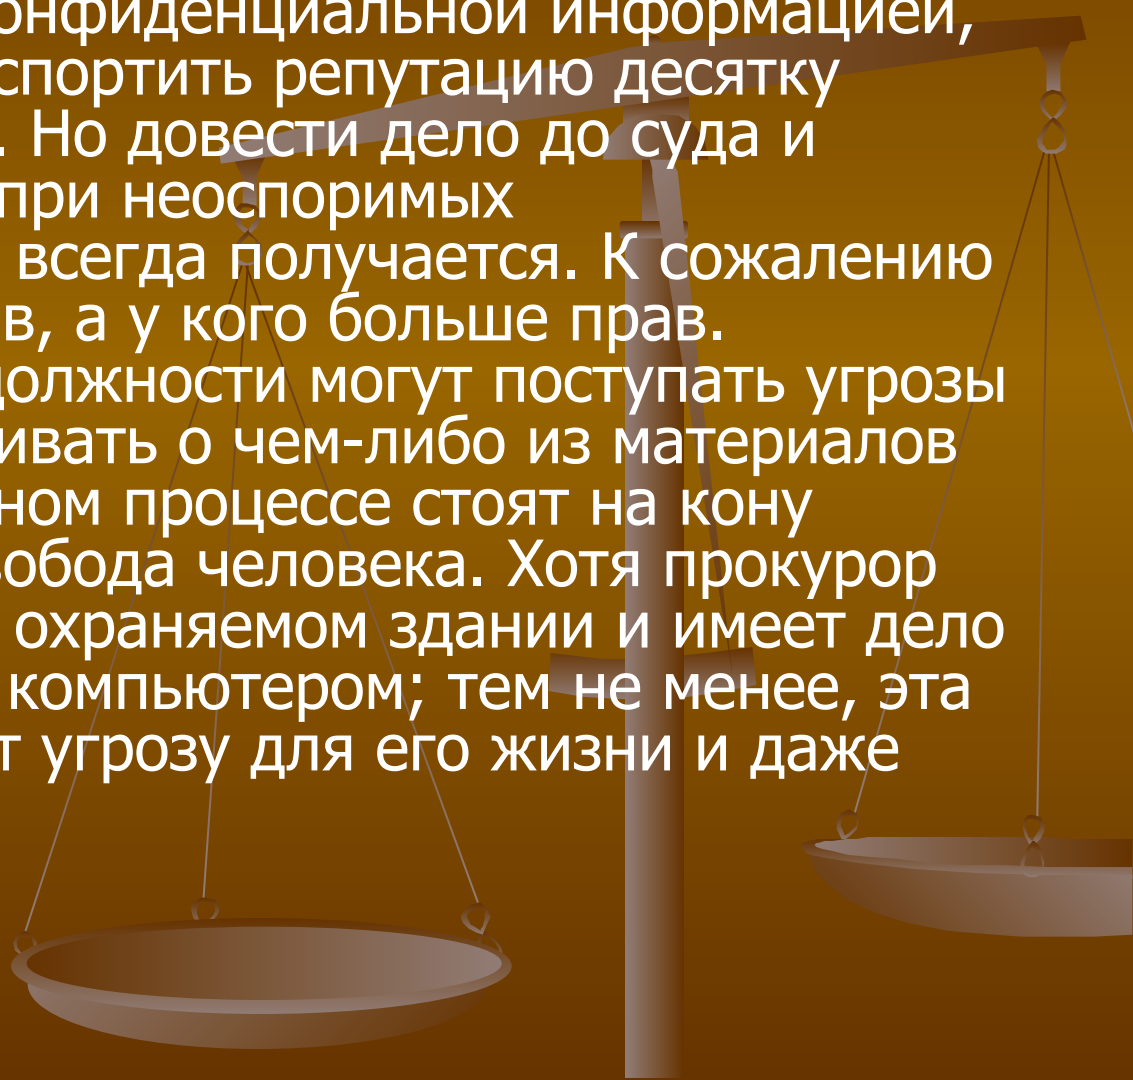 онфиденциальной информацией,
спортить репутацию десятку
. Но довести дело до суда и
при неоспоримых
всегда получается. К сожалению
в, а у кого больше прав.
должности могут поступать угрозы
ивать о чем-либо из материалов
ном процессе стоят на кону
вобода человека. Хотя прокурор
охраняемом здании и имеет дело
компьютером; тем не менее, эта
т угрозу для его жизни и даже